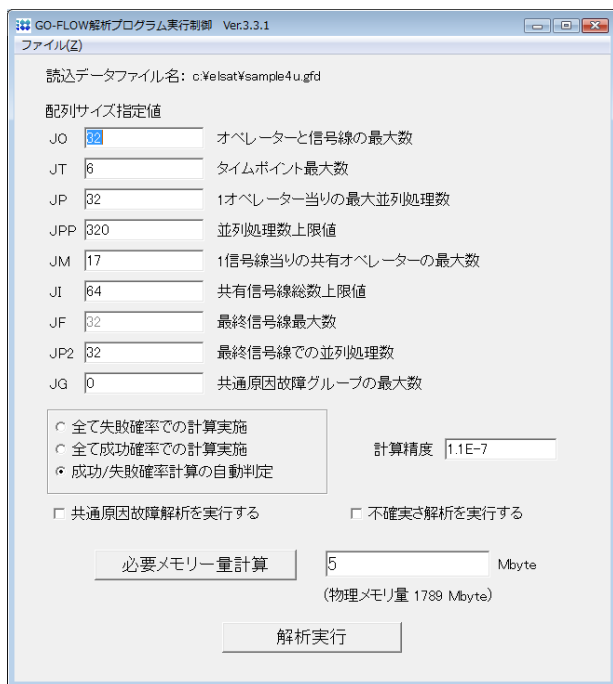 GO-FLOW解析プログラム実行制御 Ver.3.3.1
ファイル(Z)
読込データファイル名: c:¥elsat¥sample4u.gfd
配列サイズ指定値
JO 32 オペレーターと信号線の最大数
JT 6 タイムポイント最大数
JP 32 1オペレーター当りの最大並列処理数
JPP 320 並列処理数上限値
JM 17 1信号線当りの共有オペレーターの最大数
JI 64 共有信号線総数上限値
JF 32 最終信号線最大数
JP2 32 最終信号線での並列処理数
JG 0 共通原因故障グループの最大数
全て失敗確率での計算実施
全て成功確率での計算実施
計算精度 1.1E-7
成功/失敗確率計算の自動判定
共通原因故障解析を実行する 不確実さ解析を実行する
必要メモリー量計算 5 Mbyte
(物理メモリ量 1789 Mbyte)
解析実行